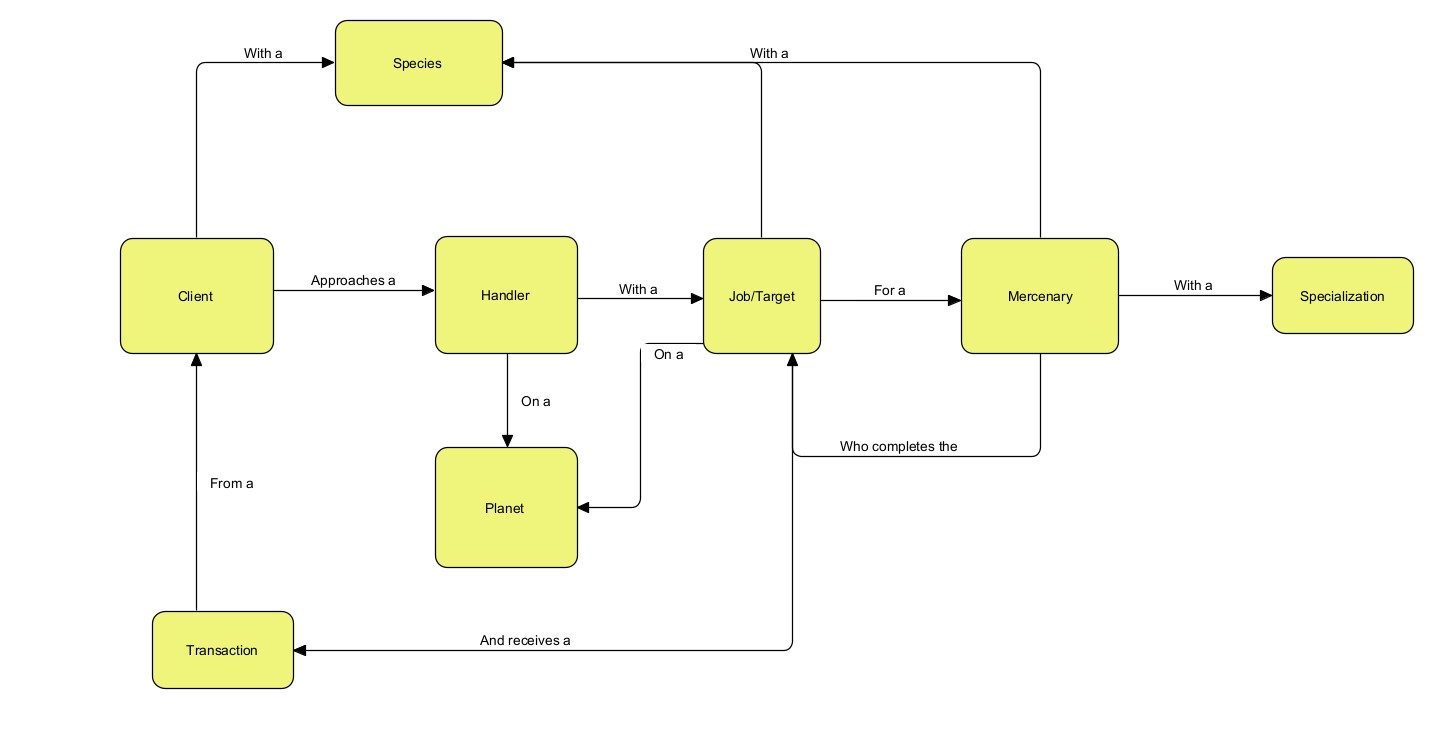 With a
With a
Species
Approaches a
Client
Handler
With a
Job/Target
For a
Mercenary
With a
Specialization
On a
On a
Who completes the
From a
Planet
And receives a
Transaction